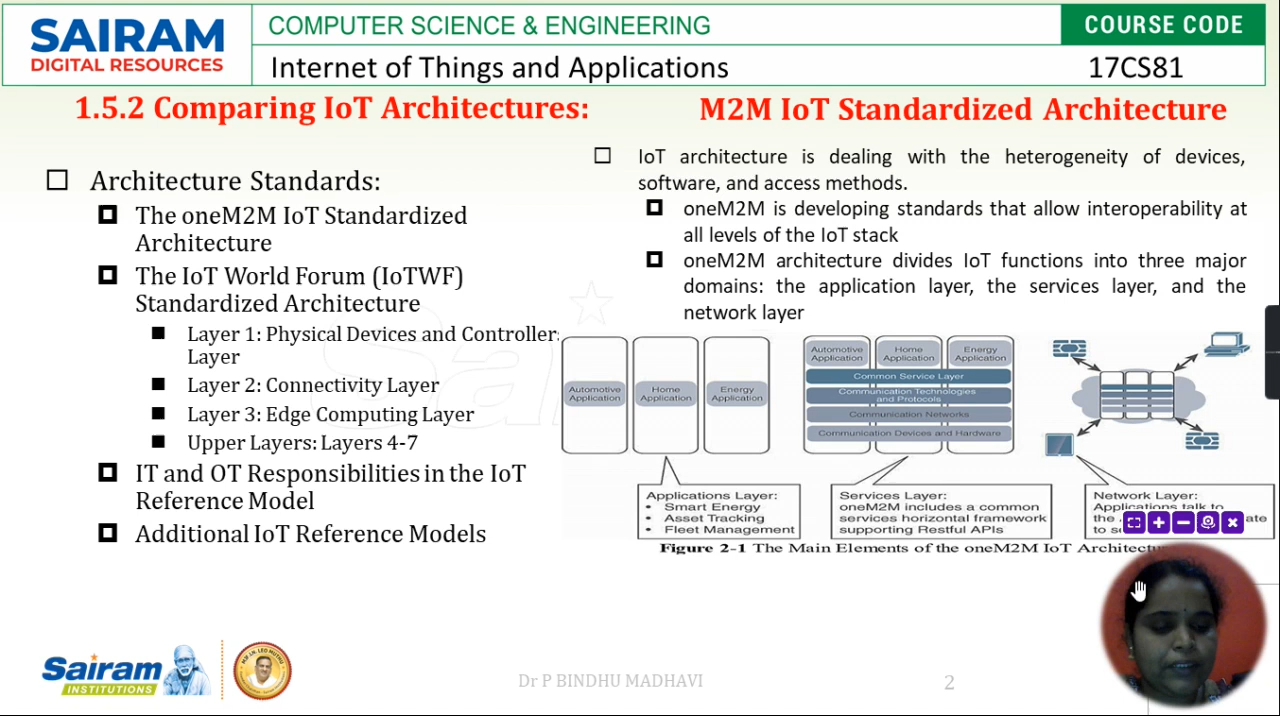 SAIRAM
DIGITAL RESOURCES
COMPUTER SCIENCE & ENGINEERING
COURSE CODE
Internet of Things and Applications
17CS81
1.5.2 Comparing IoT Architectures:
Architecture Standards:
The oneM2M IoT Standardized
Architecture
The IoT World Forum (IoTWF)
Standardized Architecture
Layer 1: Physical Devices and Controllers
Layer
Layer 2: Connectivity Layer
Layer 3: Edge Computing Layer
Upper Layers: Layers 4-7
IT and OT Responsibilities in the IoT
Reference Model
Additional IoT Reference Models
M2M IoT Standardized Architecture
IoT architecture is dealing with the heterogeneity of devices,
software, and access methods.
oneM2M is developing standards that allow interoperability at
all levels of the IoT stack
oneM2M architecture divides IoT functions into three major
domains: the application layer, the services layer, and the
network layer
Automotive
Application
Home
Application
Energy
Application
Automotive
Application
Home
Application
Energy
Application
Common Service Layer
Communication Technologies
and Protocols
Communication Networks
Communication Devices and Hardware
Applications Layer:
• Smart Energy
• Asset Tracking
• Fleet Management
Services Layer:
oneM2M includes a common
services horizontal framework
supporting Restful APIs
Network Layer:
Applications talk to
the
to
Figure 2-1 The Main Elements of the oneM2M IoT
Sairam
INSTITUTIONS
Dr P BINDHU MADHAVI
2